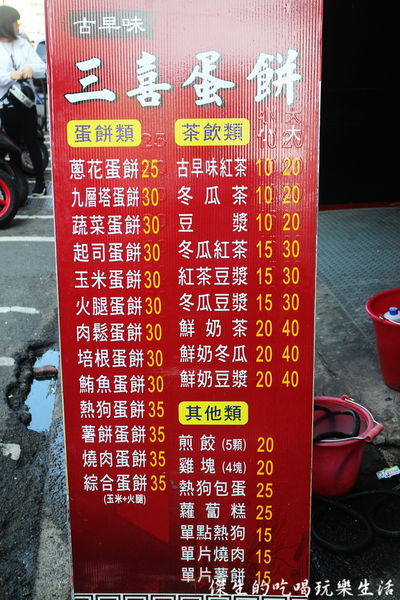 古早味
三喜蛋餅
蛋餅類
蔥花蛋餅 25
九層塔蛋餅 30
蔬菜蛋餅 30
起司蛋餅 30
玉米蛋餅 30
火腿蛋餅 30
肉鬆蛋餅 30
培根蛋餅 30
鮪魚蛋餅 30
熱狗蛋餅 35
薯餅蛋餅 35
燒肉蛋餅 35
綜合蛋餅 35
(玉米+火腿)
茶飲類 小 大
古早味紅茶 10 20
冬瓜茶 10 20
豆漿 10 20
冬瓜紅茶 15 30
紅茶豆漿 15 30
冬瓜豆漿 15 30
鮮奶茶 20 40
鮮奶冬瓜 20 40
鮮奶豆漿 20 40
其他類
煎餃(5顆) 20
雞塊(4塊) 20
熱狗包蛋 25
蘿蔔糕 25
單點熱狗 15
單片燒肉 15
單片薯餅 15
傑生的吃喝玩樂生活